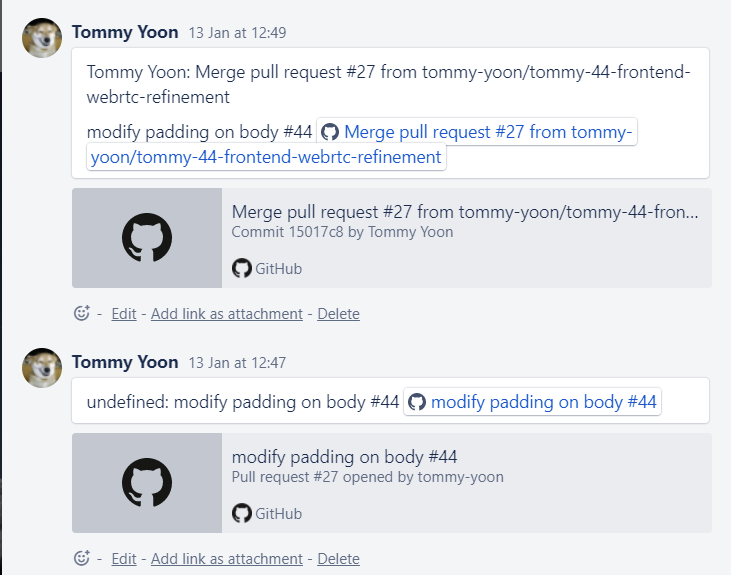 Tommy Yoon 13 Jan at 12:49
Tommy Yoon: Merge pull request #27 from tommy-yoon/tommy-44-frontend-
webrtc-refinement
modify padding on body #44 Merge pull request #27 from tommy-
yoon/tommy-44-frontend-webrtc-refinement
Merge pull request #27 from tommy-yoon/tommy-44-fron...
Commit 15017c8 by Tommy Yoon
GitHub
- Edit - Add link as attachment - Delete
Tommy Yoon 13 Jan at 12:47
undefined: modify padding on body #44 modify padding on body #44
modify padding on body #44
Pull request #27 opened by tommy-yoon
GitHub
- Edit - Add link as attachment - Delete